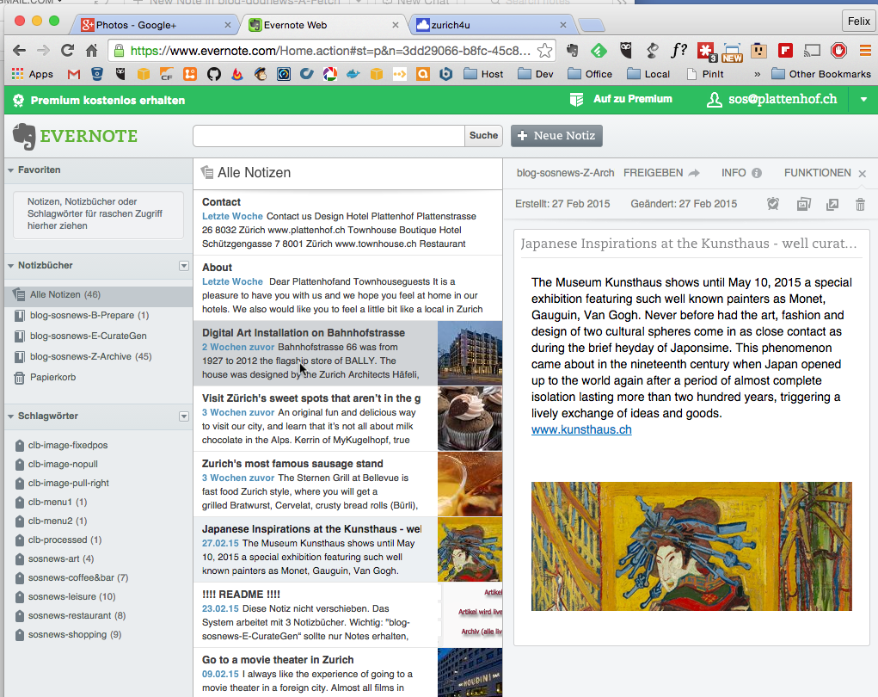 New Note in blog-dognews-A-Fetch
Search notes
Photos - Google+
Evernote Web
zurich4u
Felix
https://www.evernote.com/Home.action#st=p&n=3dd29066-b8fc-45c8...
f?
3
NEW
Apps
Host
Dev
Office
Local
PinIt
»
Other Bookmarks
Premium kostenlos erhalten
Auf zu Premium
sos@plattenhof.ch
EVERNOTE
Suche
+ Neue Notiz
Favoriten
Notizen, Notizbücher oder
Schlagwörter für raschen Zugriff
hierher ziehen
Notizbücher
Alle Notizen (46)
blog-sosnews-B-Prepare (1)
blog-sosnews-E-CurateGen
blog-sosnews-Z-Archive (45)
Papierkorb
Schlagwörter
clb-image-fixedpos
clb-image-nopull
clb-image-pull-right
clb-menu1 (1)
clb-menu2 (1)
clb-processed (1)
sosnews-art (4)
sosnews-coffee&bar (7)
sosnews-leisure (10)
sosnews-restaurant (8)
sosnews-shopping (9)
Alle Notizen
Contact
Letzte Woche Contact us Design Hotel Plattenhof Plattenstrasse
26 8032 Zürich www.plattenhof.ch Townhouse Boutique Hotel
Schützengasse 7 8001 Zürich www.townhouse.ch Restaurant
About
Letzte Woche Dear Plattenhofand Townhouseguests It is a
pleasure to have you with us and we hope you feel at home in our
hotels. We also would like you to feel a little bit like a local in Zurich
Digital Art Installation on Bahnhofstrasse
2 Wochen zuvor Bahnhofstrasse 66 was from
1927 to 2012 the flagship store of BALLY. The
house was designed by the Zurich Architects Häfeli,
Visit Zürich's sweet spots that aren't in the g
3 Wochen zuvor An original fun and delicious way
to visit our city, and learn that it's not all about milk
chocolate in the Alps. Kerrin of MyKugelhopf, true
Zurich's most famous sausage stand
3 Wochen zuvor The Sternen Grill at Bellevue is
fast food Zurich style, where you will get a
grilled Bratwurst, Cervelat, crusty bread rolls (Bürli),
Japanese Inspirations at the Kunsthaus - wel
27.02.15 The Museum Kunsthaus shows until May
10, 2015 a special exhibition featuring such well
known painters as Monet, Gauguin, Van Gogh.
!!!! README !!!!
23.02.15 Diese Notiz nicht verschieben. Das
System arbeitet mit 3 Notizbücher. Wichtig: "blog-
sosnews-E-CurateGen" sollte nur Notes erhalten,
Artikel
Artikel wird live
Archiv (alle liv
Go to a movie theater in Zurich
09.02.15 I always like the experience of going to a
movie theater in a foreign city. Almost all films in
HOUDINI
blog-sosnews-Z-Arch
FREIGEBEN
INFO
FUNKTIONEN
Erstellt: 27 Feb 2015
Geändert: 27 Feb 2015
Japanese Inspirations at the Kunsthaus - well curat...
The Museum Kunsthaus shows until May 10, 2015 a special
exhibition featuring such well known painters as Monet,
Gauguin, Van Gogh. Never before had the art, fashion and
design of two cultural spheres come in as close contact as
during the brief heyday of Japonsime. This phenomenon
came about in the nineteenth century when Japan opened
up to the world again after a period of almost complete
isolation lasting more than two hundred years, triggering a
lively exchange of ideas and goods.
www.kunsthaus.ch